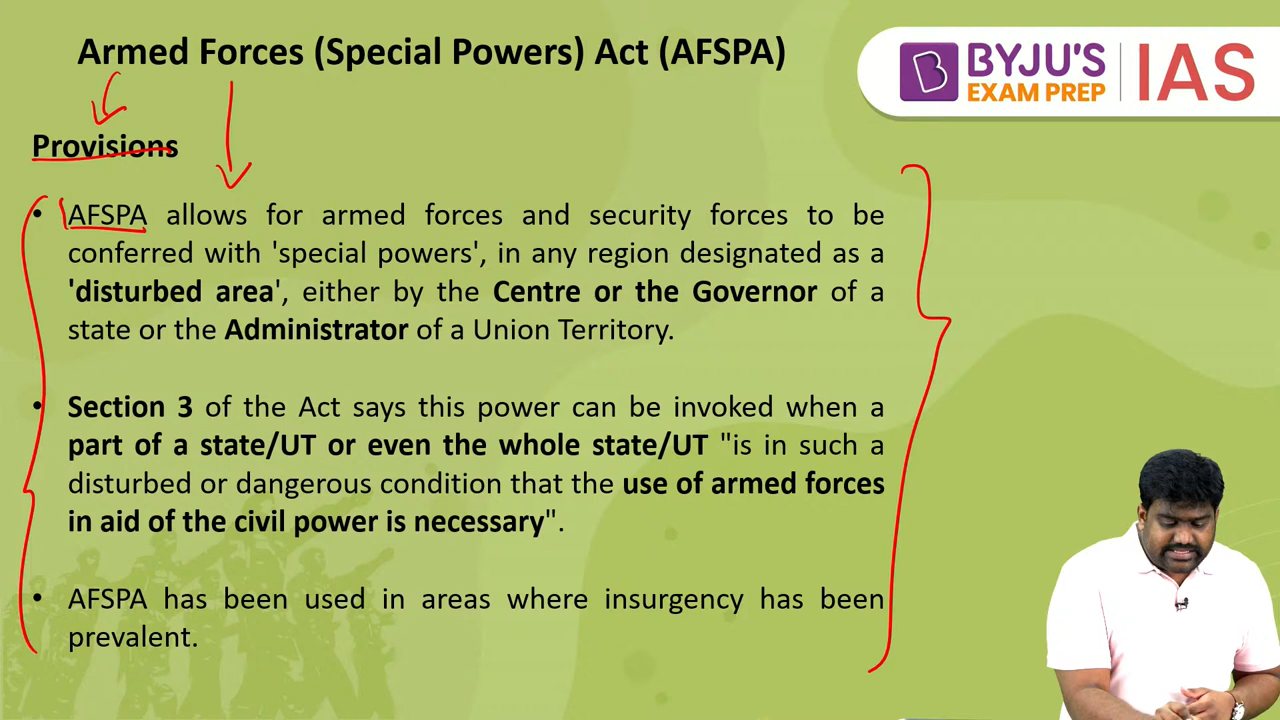 Armed Forces (Special Powers) Act (AFSPA)
BYJU'S
EXAM PREP
IAS
Provisions
• AFSPA allows for armed forces and security forces to be
conferred with 'special powers', in any region designated as a
'disturbed area', either by the Centre or the Governor of a
state or the Administrator of a Union Territory.
• Section 3 of the Act says this power can be invoked when a
part of a state/UT or even the whole state/UT "is in such a
disturbed or dangerous condition that the use of armed forces
in aid of the civil power is necessary".
• AFSPA has been used in areas where insurgency has been
prevalent.